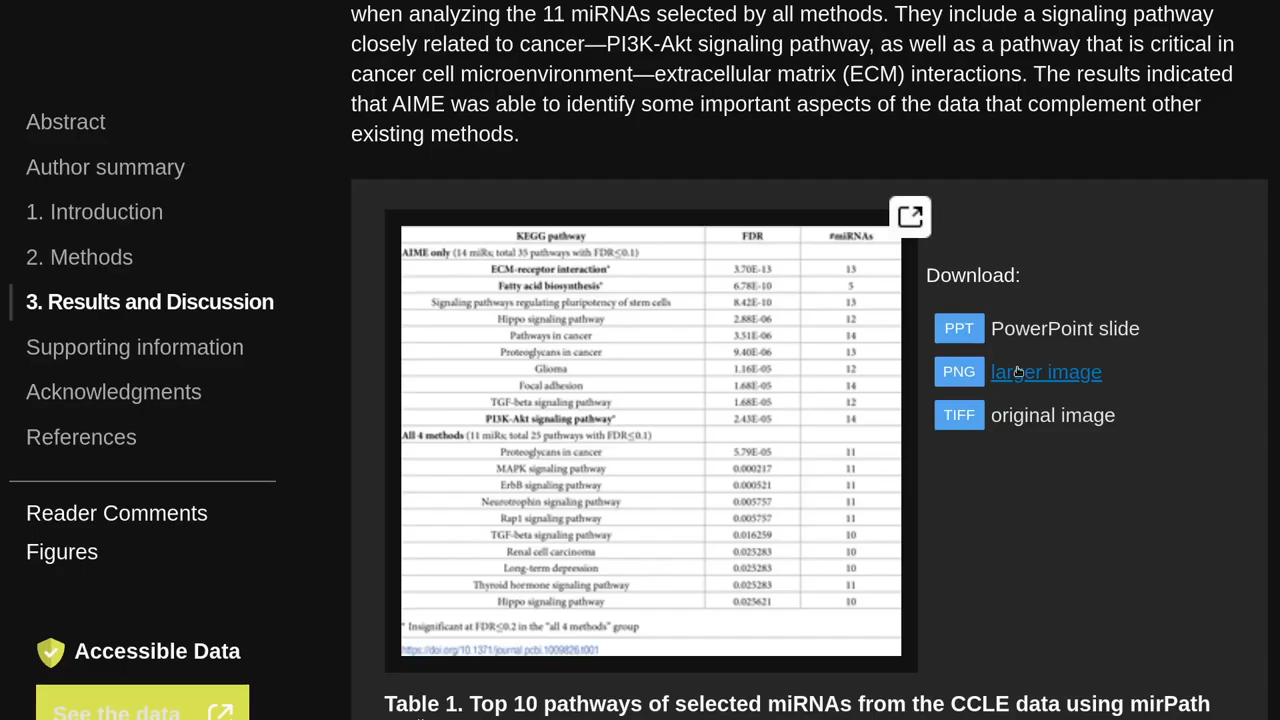 when analyzing the 11 miRNAs selected by all methods. They include a signaling pathway
closely related to cancer—PI3K-Akt signaling pathway, as well as a pathway that is critical in
cancer cell microenvironment—extracellular matrix (ECM) interactions. The results indicated
that AIME was able to identify some important aspects of the data that complement other
existing methods.
Abstract
Author summary
1. Introduction
2. Methods
3. Results and Discussion
Supporting information
Acknowledgments
References
Reader Comments
Figures
Accessible Data
See the data
KEGG pathway FDR #miRNAs
AIME only (14 miRs; total 35 pathways with FDR≤0.1)
ECM-receptor interaction* 3.70E-13 13
Fatty acid biosynthesis* 6.78E-10 5
Signaling pathways regulating pluripotency of stem cells 8.42E-10 13
Hippo signaling pathway 2.88E-06 12
Pathways in cancer 3.51E-06 14
Proteoglycans in cancer 9.40E-06 13
Glioma 1.16E-05 12
Focal adhesion 1.68E-05 14
TGF-beta signaling pathway 1.68E-05 12
PI3K-Akt signaling pathway* 2.43E-05 14
All 4 methods (11 miRs; total 25 pathways with FDR≤0.1)
Proteoglycans in cancer 5.79E-05 11
MAPK signaling pathway 0.000217 11
ErbB signaling pathway 0.000521 11
Neurotrophin signaling pathway 0.005757 11
Rap1 signaling pathway 0.005757 11
TGF-beta signaling pathway 0.016259 10
Renal cell carcinoma 0.025283 10
Long-term depression 0.025283 10
Thyroid hormone signaling pathway 0.025283 11
Hippo signaling pathway 0.025621 10
* Insignificant at FDR≤0.2 in the "all 4 methods" group
https://doi.org/10.1371/journal.pcbi.1009826.t001
Download:
PPT PowerPoint slide
PNG larger image
TIFF original image
Table 1. Top 10 pathways of selected miRNAs from the CCLE data using mirPath